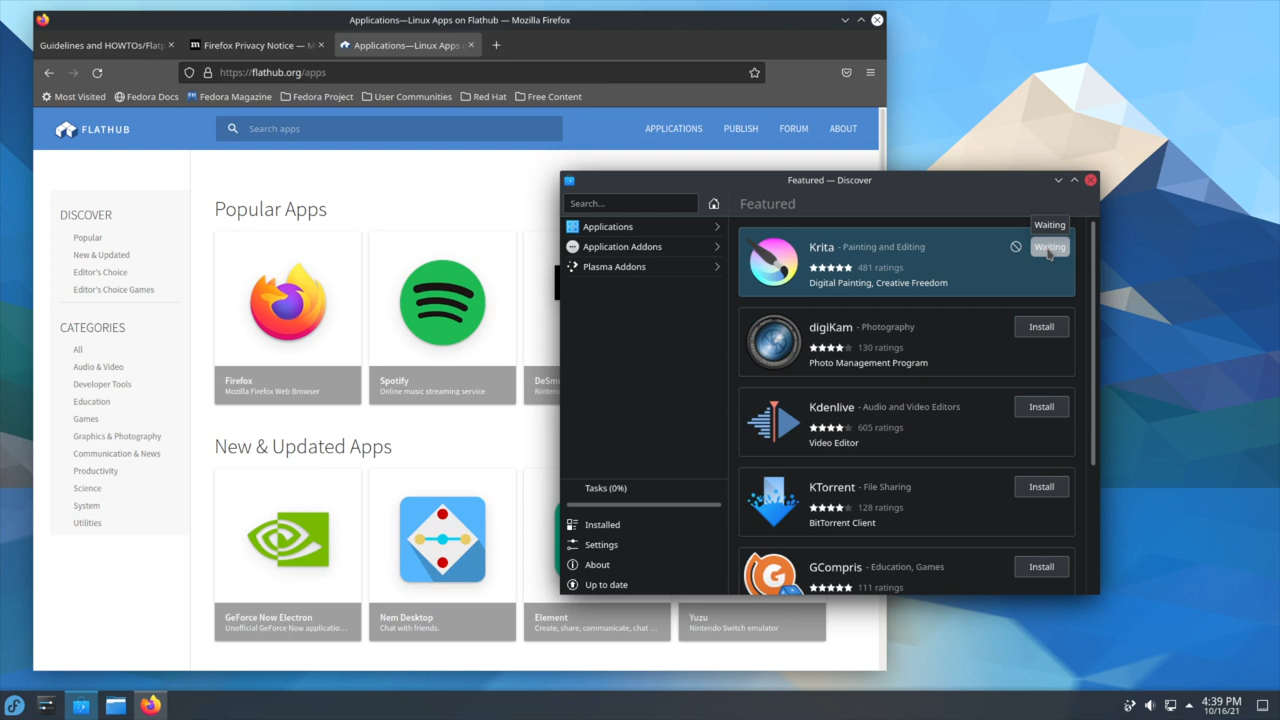 Applications—Linux Apps on Flathub — Mozilla Firefox
Guidelines and HOWTOs/Flatp
Firefox Privacy Notice — M
Applications—Linux Apps o
https://flathub.org/apps
Most Visited
Fedora Docs
Fedora Magazine
Fedora Project
User Communities
Red Hat
Free Content
FLATHUB
Search apps
APPLICATIONS
PUBLISH
FORUM
ABOUT
DISCOVER
Popular
New & Updated
Editor's Choice
Editor's Choice Games
CATEGORIES
All
Audio & Video
Developer Tools
Education
Games
Graphics & Photography
Communication & News
Productivity
Science
System
Utilities
Popular Apps
Firefox
Mozilla Firefox Web Browser
Spotify
Online music streaming service
DeSm
Ninten
New & Updated Apps
GeForce Now Electron
Unofficial GeForce Now applicatio...
Nem Desktop
Chat with friends.
Element
Create, share, communicate, chat ...
Yuzu
Nintendo Switch emulator
Featured — Discover
Search...
Applications
Application Addons
Plasma Addons
Tasks (0%)
Installed
Settings
About
Up to date
Featured
Waiting
Krita - Painting and Editing
Waiting
481 ratings
Digital Painting, Creative Freedom
digiKam - Photography
Install
130 ratings
Photo Management Program
Kdenlive - Audio and Video Editors
Install
605 ratings
Video Editor
KTorrent - File Sharing
Install
128 ratings
BitTorrent Client
GCompris - Education, Games
Install
111 ratings
4:39 PM
10/16/21